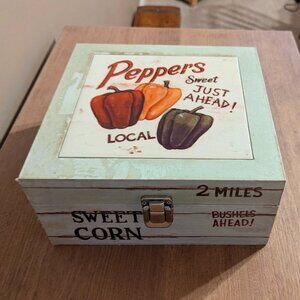 Peppers
Sweet
JUST
AHEAD!
LOCAL
2 MILES
SWEET
CORN
BUSHELS
AHEAD!